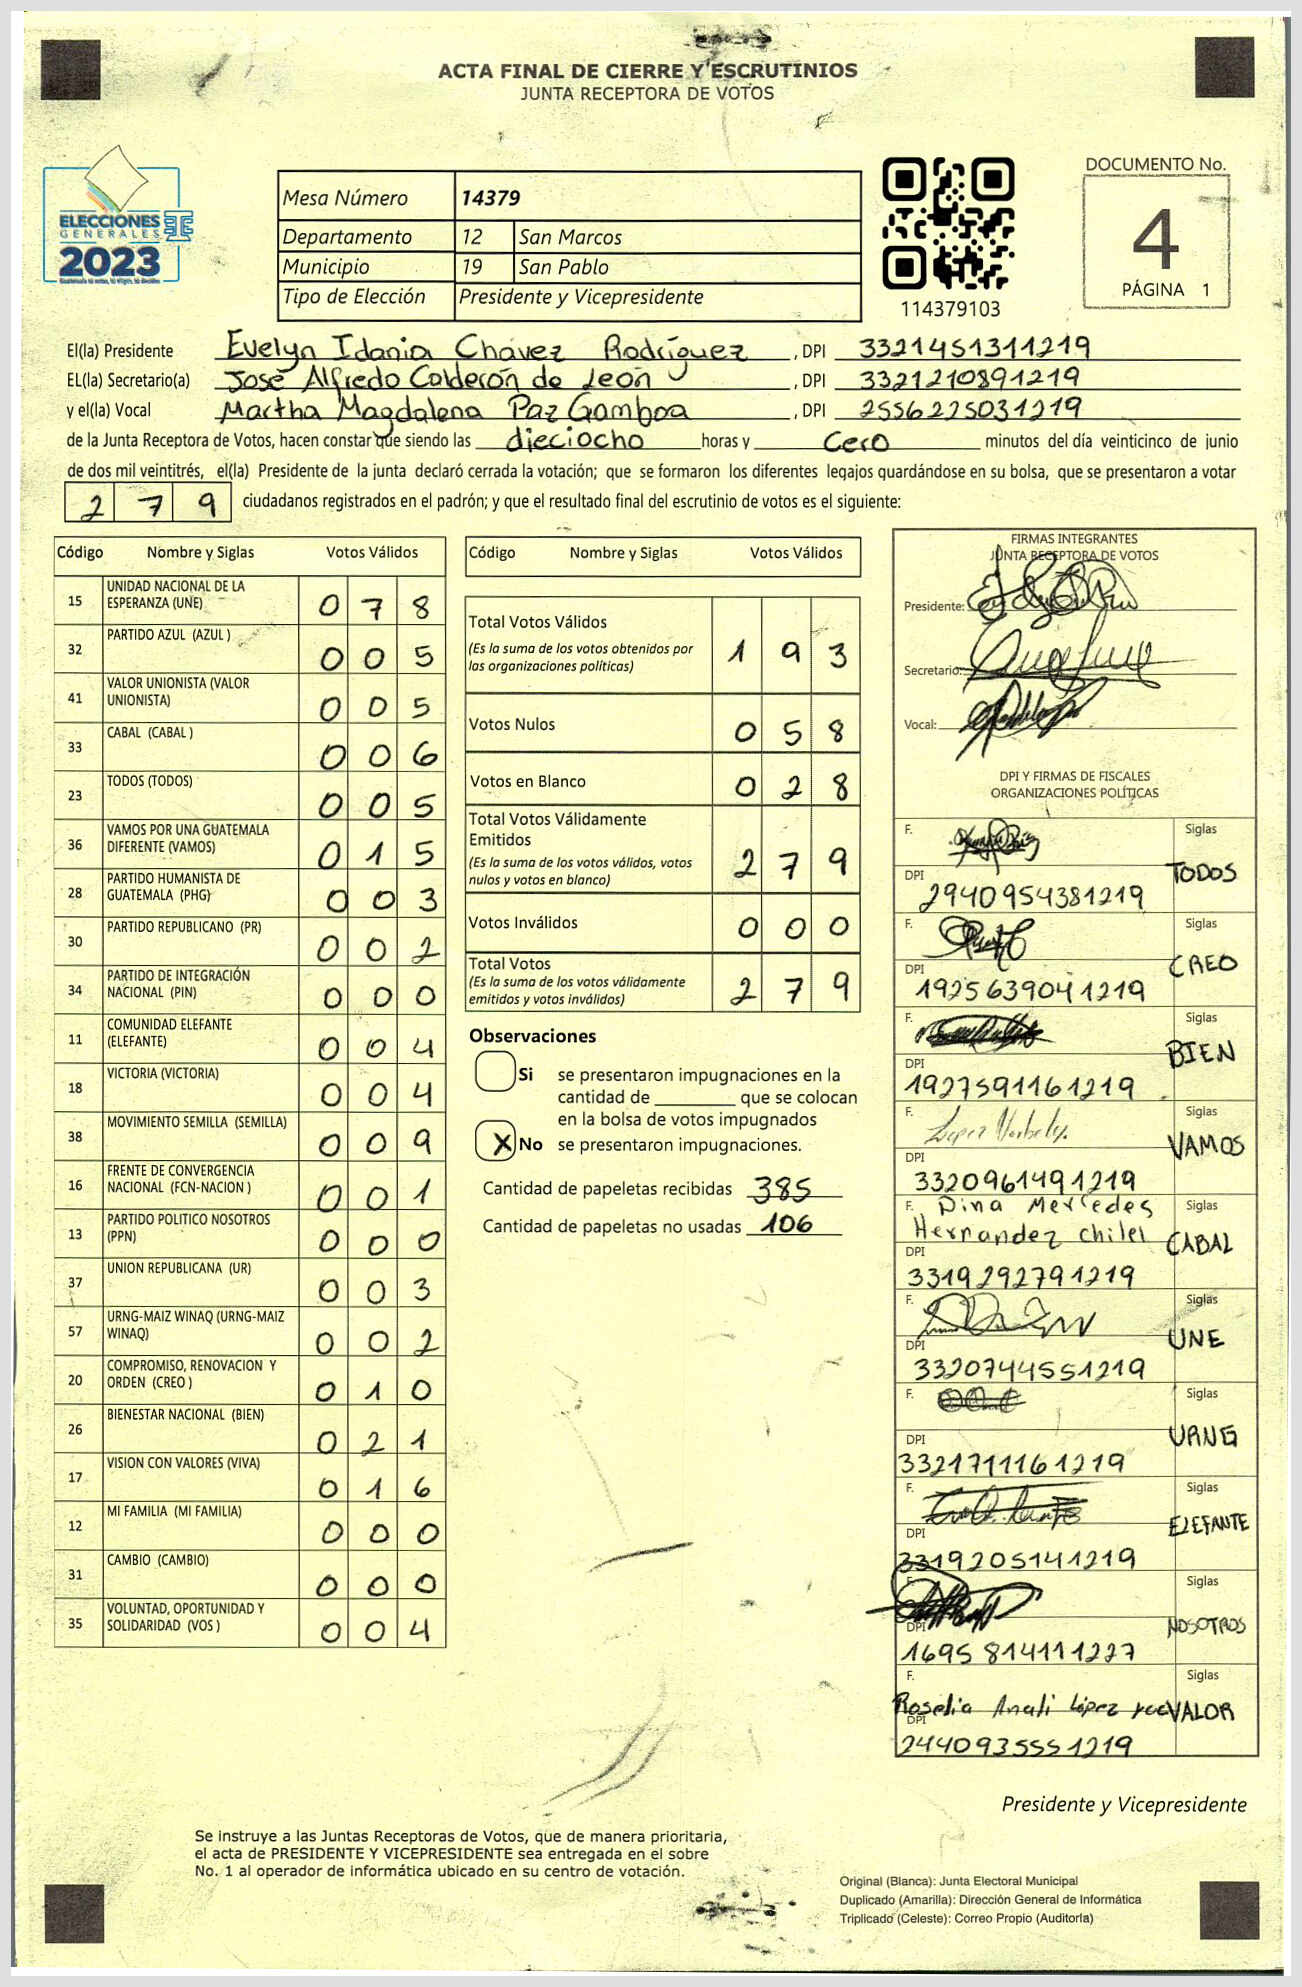 ACTA FINAL DE CIERRE Y ESCRUTINIOS
JUNTA RECEPTORA DE VOTOS
ELECCIONES
GENERALES
2023
Mesa Número 14379
Departamento 12 San Marcos
Municipio 19 San Pablo
Tipo de Elección Presidente y Vicepresidente
114379103
DOCUMENTO No.
4
PÁGINA 1
El(la) Presidente Evelyn Idania Chávez Rodríguez , DPI 3321451311219
EL(la) Secretario(a) José Alfredo Calderón de León , DPI 3321210891219
y el(la) Vocal Martha Magdalena Paz Gamboa , DPI 2556225031219
de la Junta Receptora de Votos, hacen constar que siendo las dieciocho horas y Cero minutos del día veinticinco de junio
de dos mil veintitrés, el(la) Presidente de la junta declaró cerrada la votación; que se formaron los diferentes legajos quardándose en su bolsa, que se presentaron a votar
2 7 9 ciudadanos registrados en el padrón; y que el resultado final del escrutinio de votos es el siguiente:
Código Nombre y Siglas Votos Válidos
15 UNIDAD NACIONAL DE LA ESPERANZA (UNE) 0 7 8
32 PARTIDO AZUL (AZUL ) 0 0 5
41 VALOR UNIONISTA (VALOR UNIONISTA) 0 0 5
33 CABAL (CABAL ) 0 0 6
23 TODOS (TODOS) 0 0 5
36 VAMOS POR UNA GUATEMALA DIFERENTE (VAMOS) 0 1 5
28 PARTIDO HUMANISTA DE GUATEMALA (PHG) 0 0 3
30 PARTIDO REPUBLICANO (PR) 0 0 2
34 PARTIDO DE INTEGRACIÓN NACIONAL (PIN) 0 0 0
11 COMUNIDAD ELEFANTE (ELEFANTE) 0 0 4
18 VICTORIA (VICTORIA) 0 0 4
38 MOVIMIENTO SEMILLA (SEMILLA) 0 0 9
16 FRENTE DE CONVERGENCIA NACIONAL (FCN-NACION ) 0 0 1
13 PARTIDO POLITICO NOSOTROS (PPN) 0 0 0
37 UNION REPUBLICANA (UR) 0 0 3
57 URNG-MAIZ WINAQ (URNG-MAIZ WINAQ) 0 0 2
20 COMPROMISO, RENOVACION Y ORDEN (CREO ) 0 1 0
26 BIENESTAR NACIONAL (BIEN) 0 2 1
17 VISION CON VALORES (VIVA) 0 1 6
12 MI FAMILIA (MI FAMILIA) 0 0 0
31 CAMBIO (CAMBIO) 0 0 0
35 VOLUNTAD, OPORTUNIDAD Y SOLIDARIDAD (VOS ) 0 0 4
Código Nombre y Siglas Votos Válidos
Total Votos Válidos 1 9 3
(Es la suma de los votos obtenidos por
las organizaciones políticas)
Votos Nulos 0 5 8
Votos en Blanco 0 2 8
Total Votos Válidamente
Emitidos 2 7 9
(Es la suma de los votos válidos, votos
nulos y votos en blanco)
Votos Inválidos 0 0 0
Total Votos 2 7 9
(Es la suma de los votos válidamente
emitidos y votos inválidos)
Observaciones
Si se presentaron impugnaciones en la
cantidad de ________ que se colocan
en la bolsa de votos impugnados
X No se presentaron impugnaciones.
Cantidad de papeletas recibidas 385
Cantidad de papeletas no usadas 106
FIRMAS INTEGRANTES
JUNTA RECEPTORA DE VOTOS
Presidente:
Secretario:
Vocal:
DPI Y FIRMAS DE FISCALES
ORGANIZACIONES POLÍTICAS
F. Siglas TODOS
DPI 2940954381219
F. Siglas CREO
DPI 1925639041219
F. Siglas BIEN
DPI 1927591161219
F. Siglas VAMOS
DPI 3320961491219
F. Dina Mercedes Siglas
Hernandez Chilel CABAL
DPI 3319292791219
F. Siglas UNE
DPI 3320744551219
F. Siglas URNG
DPI 3321711161219
F. Siglas ELEFANTE
DPI 3319205141219
F. Siglas NOSOTROS
DPI 1695 814111227
F. Siglas
Roselia Anali López VALOR
DPI 2440935551219
Presidente y Vicepresidente
Se instruye a las Juntas Receptoras de Votos, que de manera prioritaria,
el acta de PRESIDENTE Y VICEPRESIDENTE sea entregada en el sobre
No. 1 al operador de informática ubicado en su centro de votación.
Original (Blanca): Junta Electoral Municipal
Duplicado (Amarilla): Dirección General de Informática
Triplicado (Celeste): Correo Propio (Auditoría)